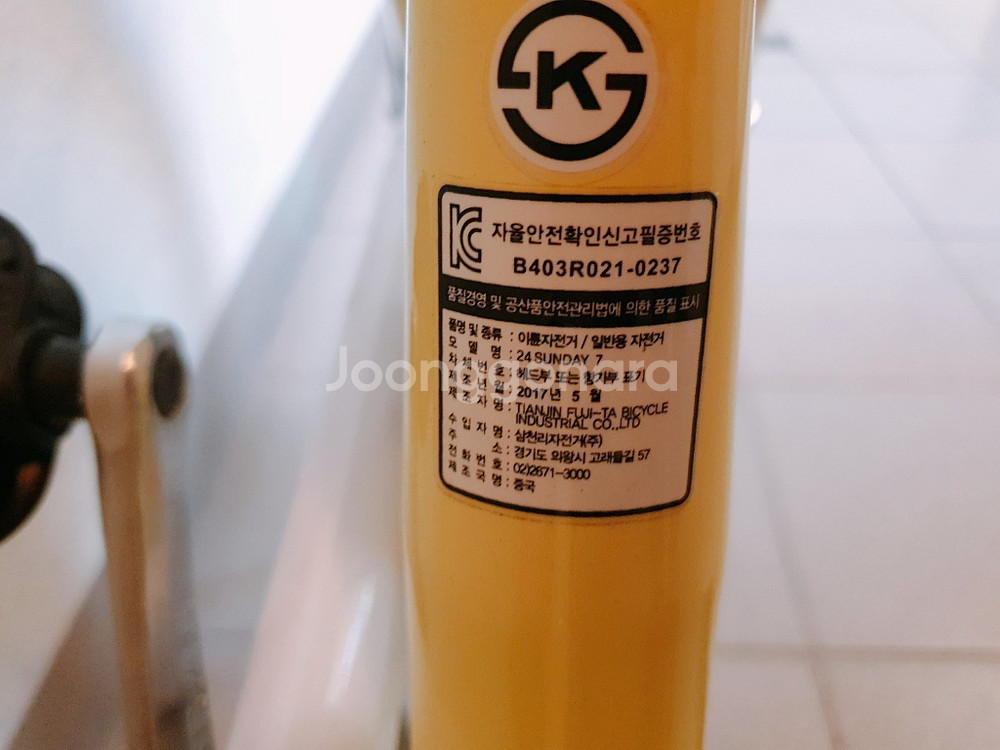 K
자율안전확인신고필증번호
B403R021-0237
품질경영 및 공산품안전관리법에 의한 품질 표시
품명 및 종류 : 이륜자전거 / 일반용 자전거
모델명 : 24 SUNDAY 7
차체번호 : 헤드부 또는 향가부 표기
제조년월 : 2017년 5 월
제조자명 : TIANJIN FUJI-TA BICYCLE
INDUSTRIAL CO.,LTD
수입자명 : 삼천리자전거(주)
주소 : 경기도 의왕시 고래들길 57
전화번호 : 02)2671-3000
제조국명 : 중국
Joonggonara